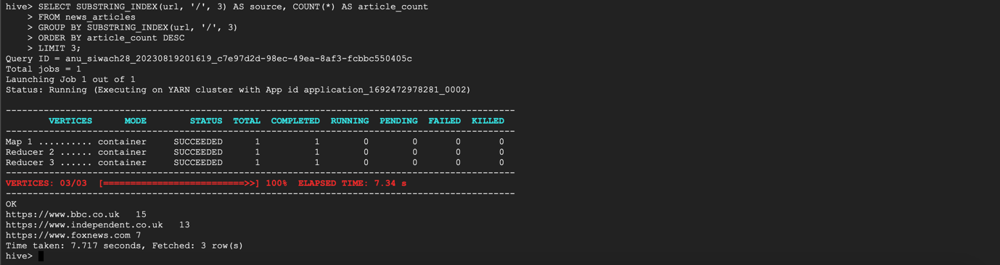 hive> SELECT SUBSTRING_INDEX(url, '/', 3) AS source, COUNT(*) AS article_count
    > FROM news_articles
    > GROUP BY SUBSTRING_INDEX(url, '/', 3)
    > ORDER BY article_count DESC
    > LIMIT 3;
Query ID = anu_siwach28_20230819201619_c7e97d2d-98ec-49ea-8af3-fcbbc550405c
Total jobs = 1
Launching Job 1 out of 1
Status: Running (Executing on YARN cluster with App id application_1692472978281_0002)

----------------------------------------------------------------------------------------------
        VERTICES      MODE        STATUS  TOTAL  COMPLETED  RUNNING  PENDING  FAILED  KILLED
----------------------------------------------------------------------------------------------
Map 1 .......... container     SUCCEEDED      1          1        0        0       0       0
Reducer 2 ...... container     SUCCEEDED      1          1        0        0       0       0
Reducer 3 ...... container     SUCCEEDED      1          1        0        0       0       0
----------------------------------------------------------------------------------------------
VERTICES: 03/03  [==========================>>] 100%  ELAPSED TIME: 7.34 s
----------------------------------------------------------------------------------------------
OK
https://www.bbc.co.uk   15
https://www.independent.co.uk   13
https://www.foxnews.com 7
Time taken: 7.717 seconds, Fetched: 3 row(s)
hive>